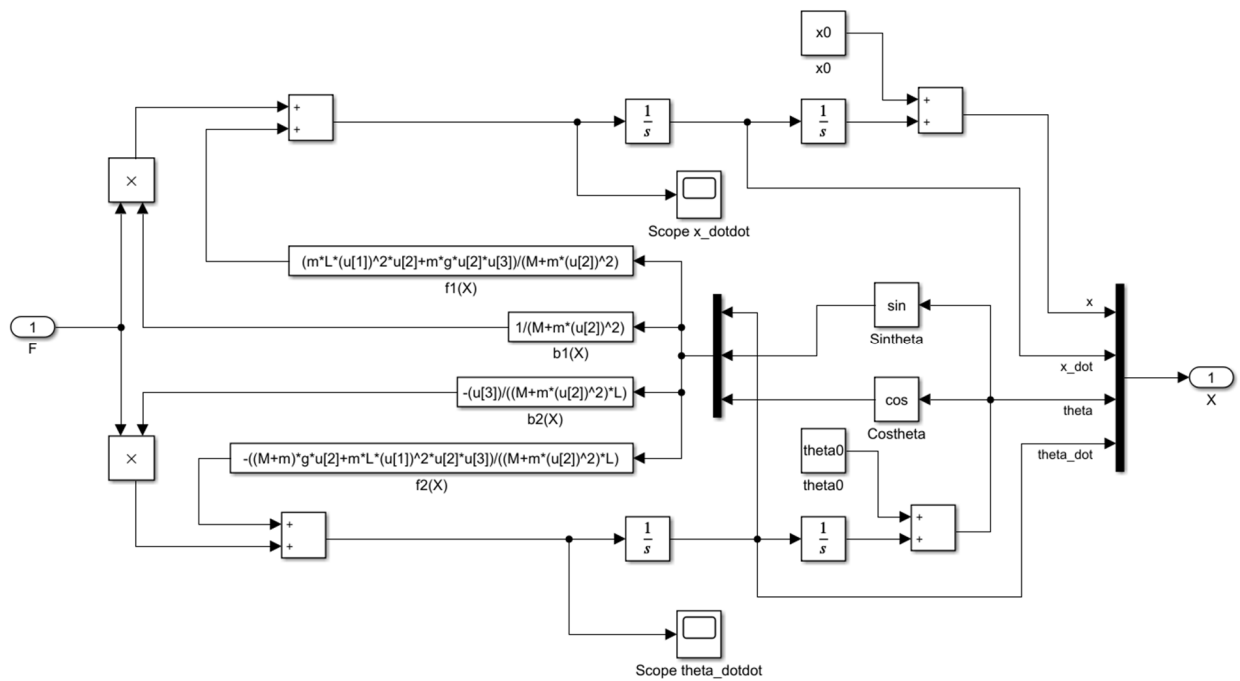 x0
x0
+
+
1
s
1
s
+
+
×
Scope x_dotdot
(m*L*(u[1])^2*u[2]+m*g*u[2]*u[3])/(M+m*(u[2])^2)
f1(X)
sin
Sintheta
x
1
F
1/(M+m*(u[2])^2)
b1(X)
x_dot
1
X
-(u[3])/((M+m*(u[2])^2)*L)
b2(X)
cos
Costheta
theta
×
-((M+m)*g*u[2]+m*L*(u[1])^2*u[2]*u[3])/((M+m*(u[2])^2)*L)
f2(X)
theta0
theta0
theta_dot
+
+
1
s
1
s
+
+
Scope theta_dotdot